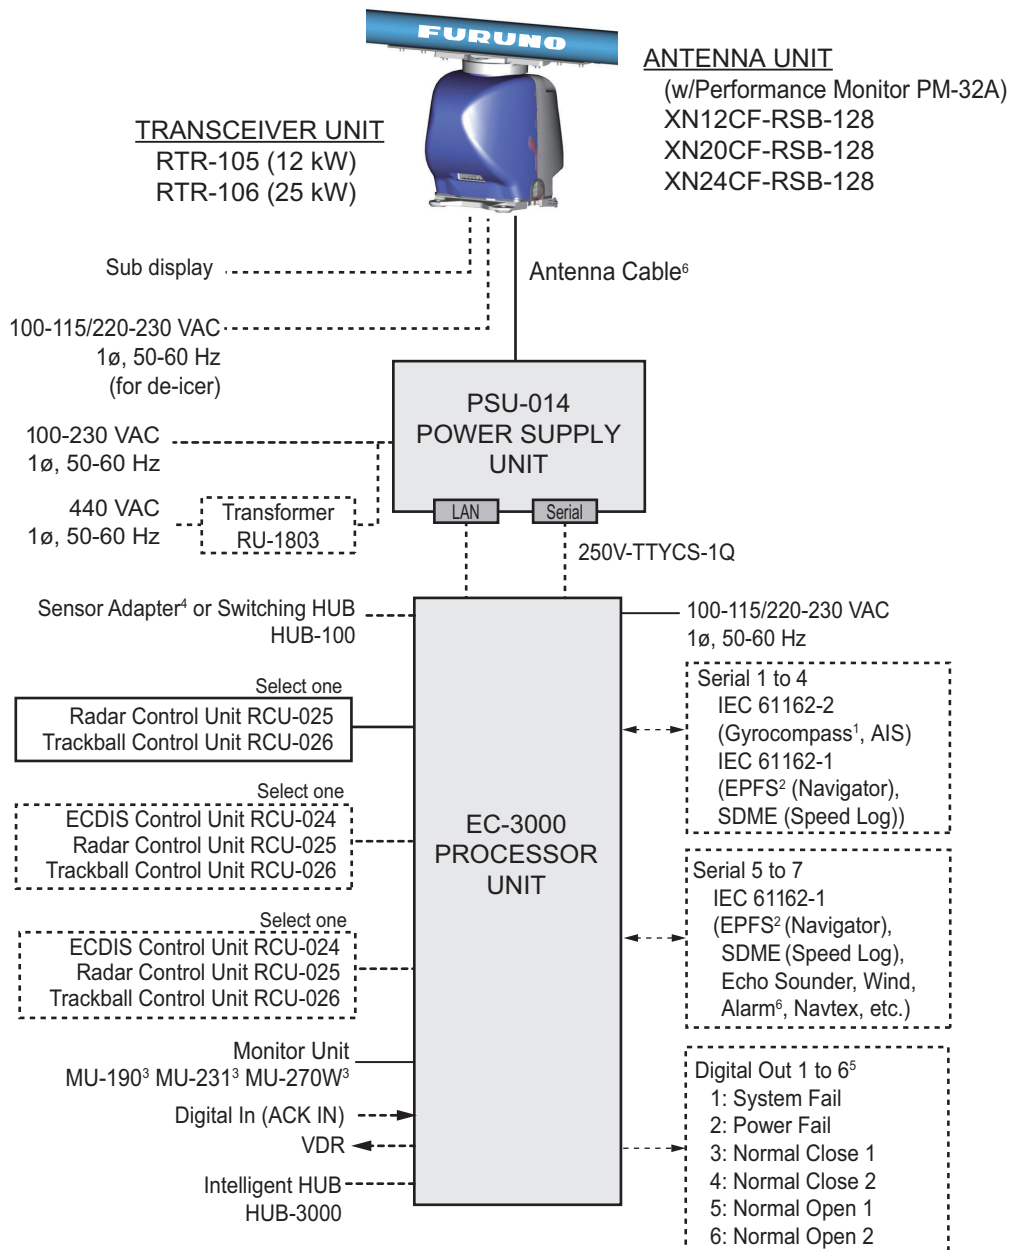 FURUNO
ANTENNA UNIT
(w/Performance Monitor PM-32A)
XN12CF-RSB-128
XN20CF-RSB-128
XN24CF-RSB-128
TRANSCEIVER UNIT
RTR-105 (12 kW)
RTR-106 (25 kW)
Sub display
Antenna Cable⁶
100-115/220-230 VAC
1ø, 50-60 Hz
(for de-icer)
PSU-014
POWER SUPPLY
UNIT
100-230 VAC
1ø, 50-60 Hz
440 VAC
1ø, 50-60 Hz
Transformer
RU-1803
LAN
Serial
250V-TTYCS-1Q
Sensor Adapter⁴ or Switching HUB
HUB-100
100-115/220-230 VAC
1ø, 50-60 Hz
Select one
Radar Control Unit RCU-025
Trackball Control Unit RCU-026
Select one
ECDIS Control Unit RCU-024
Radar Control Unit RCU-025
Trackball Control Unit RCU-026
Select one
ECDIS Control Unit RCU-024
Radar Control Unit RCU-025
Trackball Control Unit RCU-026
EC-3000
PROCESSOR
UNIT
Monitor Unit
MU-190³ MU-231³ MU-270W³
Digital In (ACK IN)
VDR
Intelligent HUB
HUB-3000
Serial 1 to 4
IEC 61162-2
(Gyrocompass¹, AIS)
IEC 61162-1
(EPFS² (Navigator),
SDME (Speed Log))
Serial 5 to 7
IEC 61162-1
(EPFS² (Navigator),
SDME (Speed Log),
Echo Sounder, Wind,
Alarm⁶, Navtex, etc.)
Digital Out 1 to 6⁵
1: System Fail
2: Power Fail
3: Normal Close 1
4: Normal Close 2
5: Normal Open 1
6: Normal Open 2